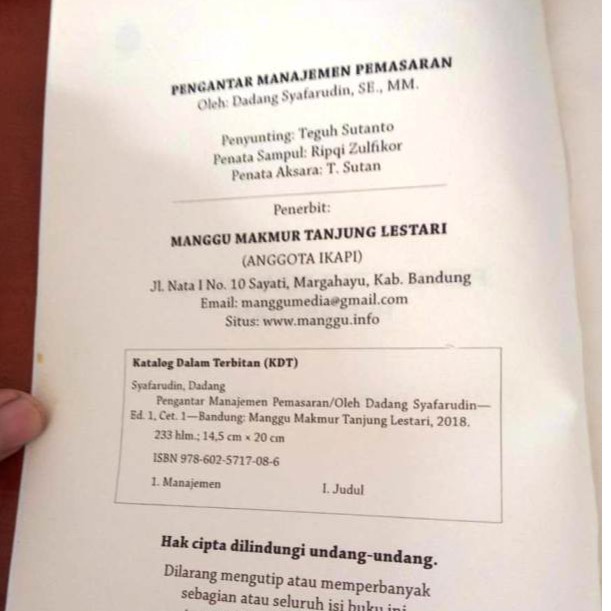 PENGANTAR MANAJEMEN PEMASARAN
Oleh: Dadang Syafarudin, SE., MM.
Penyunting: Teguh Sutanto
Penata Sampul: Ripqi Zulfikor
Penata Aksara: T. Sutan
Penerbit:
MANGGU MAKMUR TANJUNG LESTARI
(ANGGOTA IKAPI)
Jl. Nata I No. 10 Sayati, Margahayu, Kab. Bandung
Email: manggumedia@gmail.com
Situs: www.manggu.info
Katalog Dalam Terbitan (KDT)
Syafarudin, Dadang
Pengantar Manajemen Pemasaran/Oleh Dadang Syafarudin—
Ed. 1, Cet. 1—Bandung: Manggu Makmur Tanjung Lestari, 2018.
233 hlm.; 14,5 cm × 20 cm
ISBN 978-602-5717-08-6
1. Manajemen I. Judul
Hak cipta dilindungi undang-undang.
Dilarang mengutip atau memperbanyak
sebagian atau seluruh isi buku ini